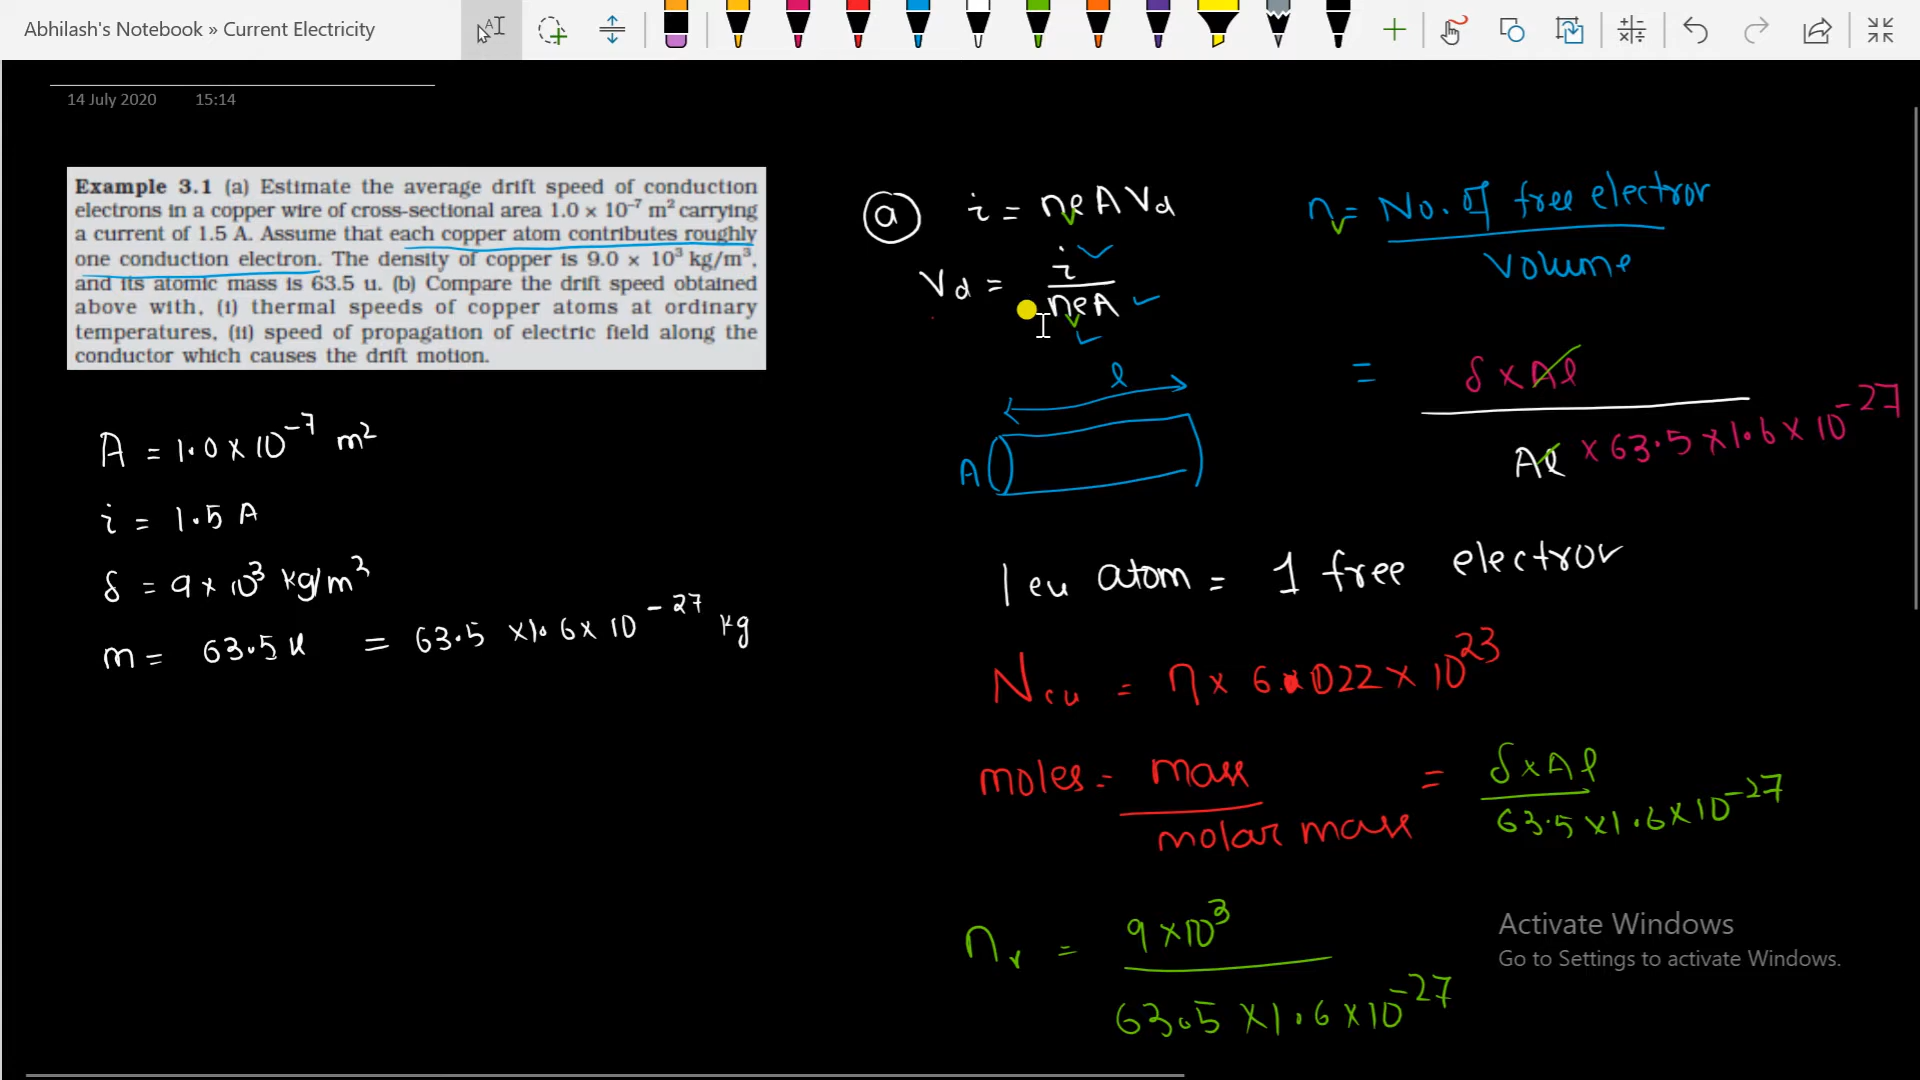 Abhilash's Notebook » Current Electricity
14 July 2020 15:14
Example 3.1 (a) Estimate the average drift speed of conduction
electrons in a copper wire of cross-sectional area 1.0 × 10⁻⁷ m² carrying
a current of 1.5 A. Assume that each copper atom contributes roughly
one conduction electron. The density of copper is 9.0 × 10³ kg/m³,
and its atomic mass is 63.5 u. (b) Compare the drift speed obtained
above with, (i) thermal speeds of copper atoms at ordinary
temperatures, (ii) speed of propagation of electric field along the
conductor which causes the drift motion.
A = 1.0 × 10⁻⁷ m²
i = 1.5 A
δ = 9 × 10³ kg/m³
m = 63.5 u = 63.5 × 1.6 × 10⁻²⁷ kg
(a) i = neAVd
Vd = i
neA
l
A
nv = No. of free electron
Volume
= δ × Al
Al × 63.5 × 1.6 × 10⁻²⁷
1 cu atom = 1 free electron
Ncu = n × 6.022 × 10²³
moles = mass
molar mass
= δ × Al
63.5 × 1.6 × 10⁻²⁷
nv = 9 × 10³
63.5 × 1.6 × 10⁻²⁷
Activate Windows
Go to Settings to activate Windows.